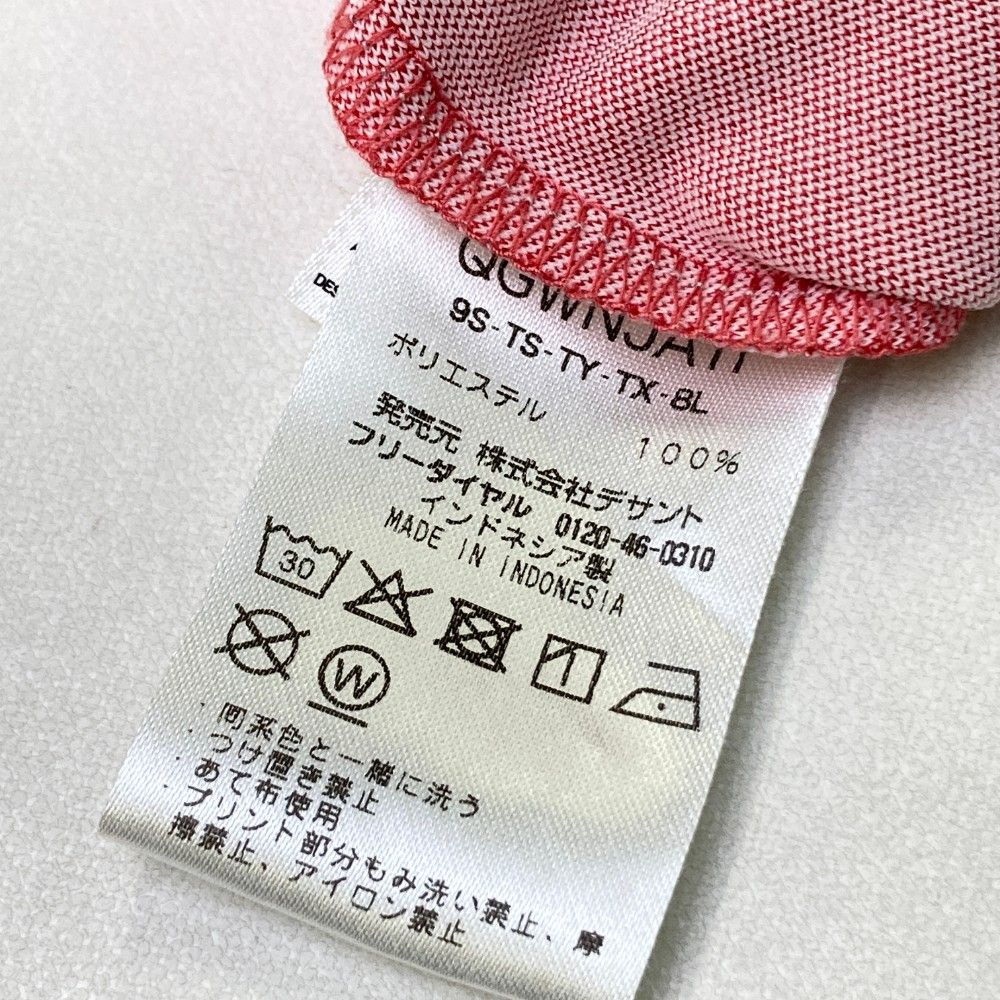 DES
9S-TS-TY-TX-8L
ポリエステル 100%
発売元 株式会社デサント
フリーダイヤル 0120-46-0310
インドネシア製
MADE IN INDONESIA
30
1
W
・同系色と一緒に洗う
・つけ置き禁止
・あて布使用
・プリント部分もみ洗い禁止、摩
擦禁止、アイロン禁止